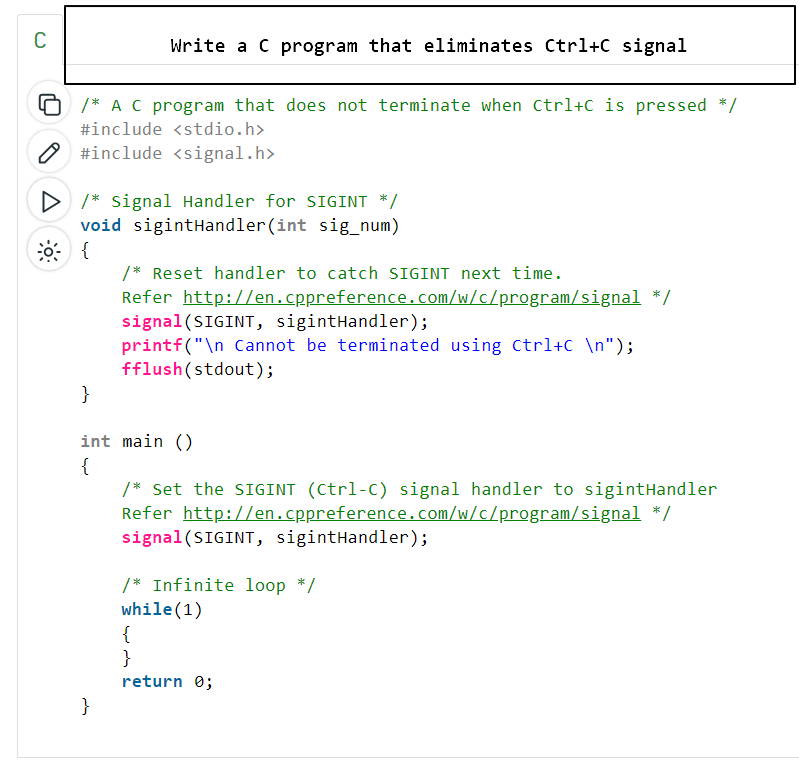 C
Write a C program that eliminates Ctrl+C signal
/* A C program that does not terminate when Ctrl+C is pressed */
#include <stdio.h>
#include <signal.h>
/* Signal Handler for SIGINT */
void sigintHandler(int sig_num)
{
    /* Reset handler to catch SIGINT next time.
    Refer http://en.cppreference.com/w/c/program/signal */
    signal(SIGINT, sigintHandler);
    printf("\n Cannot be terminated using Ctrl+C \n");
    fflush(stdout);
}
int main ()
{
    /* Set the SIGINT (Ctrl-C) signal handler to sigintHandler
    Refer http://en.cppreference.com/w/c/program/signal */
    signal(SIGINT, sigintHandler);
    /* Infinite loop */
    while(1)
    {
    }
    return 0;
}